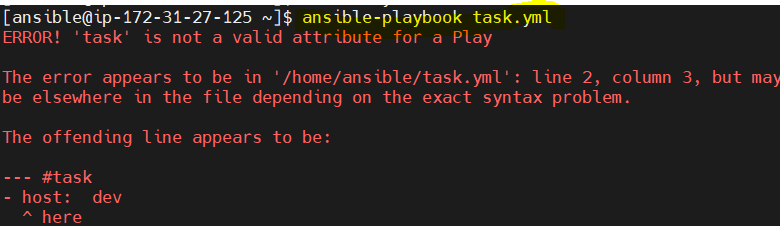 [ansible@ip-172-31-27-125 ~]$ ansible-playbook task.yml
ERROR! 'task' is not a valid attribute for a Play
The error appears to be in '/home/ansible/task.yml': line 2, column 3, but may
be elsewhere in the file depending on the exact syntax problem.
The offending line appears to be:
--- #task
- host:  dev
  ^ here